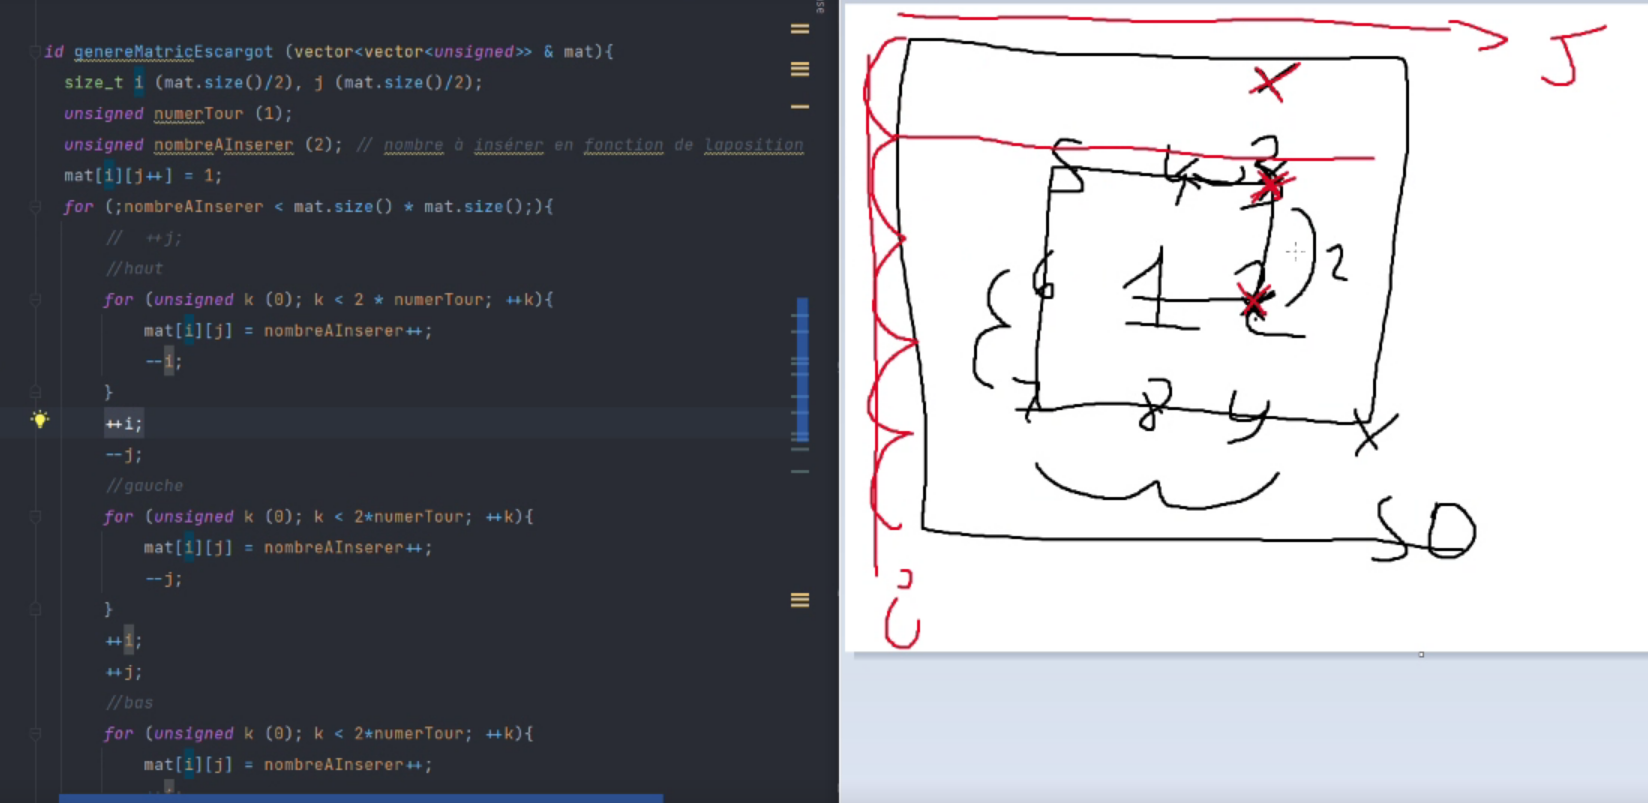 use
id genereMatricEscargot (vector<vector<unsigned>> & mat){
size_t i (mat.size()/2), j (mat.size()/2);
unsigned numerTour (1);
unsigned nombreAInserer (2); // nombre à insérer en fonction de laposition
mat[i][j++] = 1;
for (;nombreAInserer < mat.size() * mat.size();){
// ++j;
//haut
for (unsigned k (0); k < 2 * numerTour; ++k){
mat[i][j] = nombreAInserer++;
--i;
}
++i;
--j;
//gauche
for (unsigned k (0); k < 2*numerTour; ++k){
mat[i][j] = nombreAInserer++;
--j;
}
++i;
++j;
//bas
for (unsigned k (0); k < 2*numerTour; ++k){
mat[i][j] = nombreAInserer++;
J
5 4 3
6 1 2 2
7 8 9
i